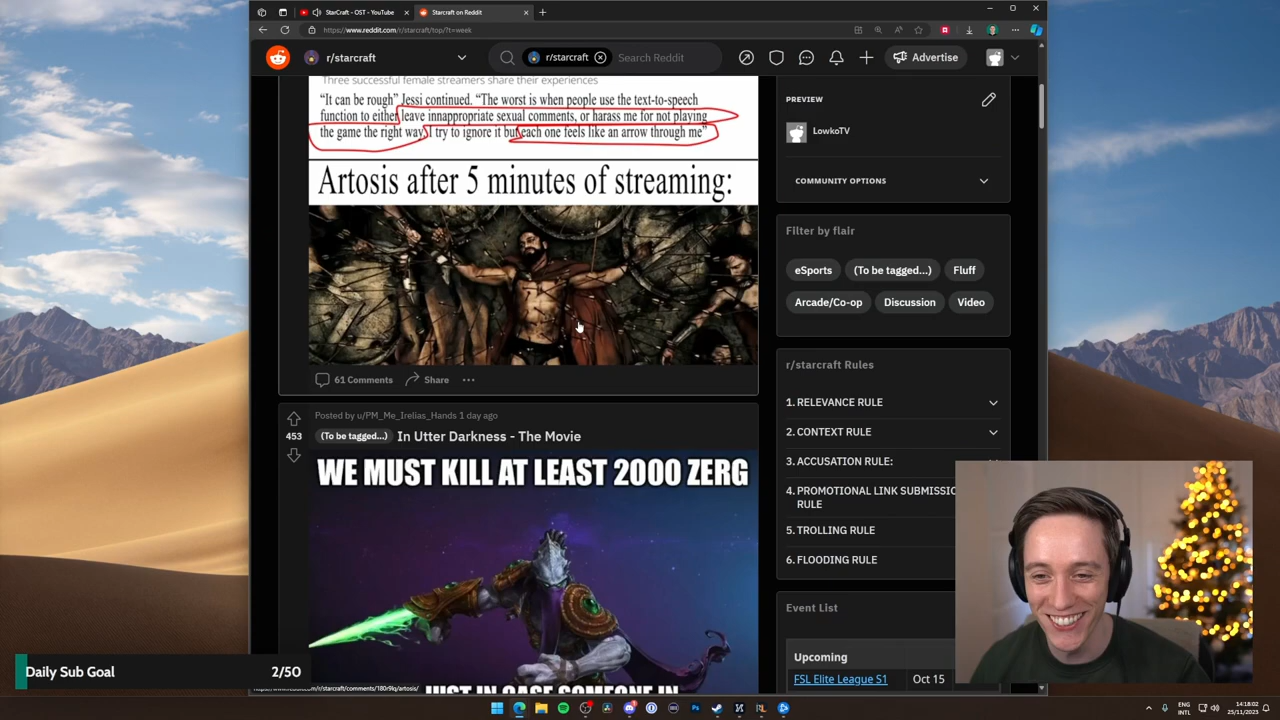 StarCraft - OST - YouTube
Starcraft on Reddit
https://www.reddit.com/r/starcraft/top/?t=week
r/starcraft
r/starcraft
Search Reddit
Advertise
Three successful female streamers share their experiences
"It can be rough" Jessi continued. "The worst is when people use the text-to-speech
function to either leave innappropriate sexual comments, or harass me for not playing
the game the right way. I try to ignore it but each one feels like an arrow through me"
Artosis after 5 minutes of streaming:
61 Comments
Share
Posted by u/PM_Me_Irelias_Hands 1 day ago
453
(To be tagged...)
In Utter Darkness - The Movie
WE MUST KILL AT LEAST 2000 ZERG
JUST IN CASE SOMEONE IN
PREVIEW
LowkoTV
COMMUNITY OPTIONS
Filter by flair
eSports
(To be tagged...)
Fluff
Arcade/Co-op
Discussion
Video
r/starcraft Rules
1. RELEVANCE RULE
2. CONTEXT RULE
3. ACCUSATION RULE:
4. PROMOTIONAL LINK SUBMISSIO
RULE
5. TROLLING RULE
6. FLOODING RULE
Event List
Upcoming
FSL Elite League S1
Oct 15
Daily Sub Goal
2/50
ENG
INTL
14:18:02
25/11/2023